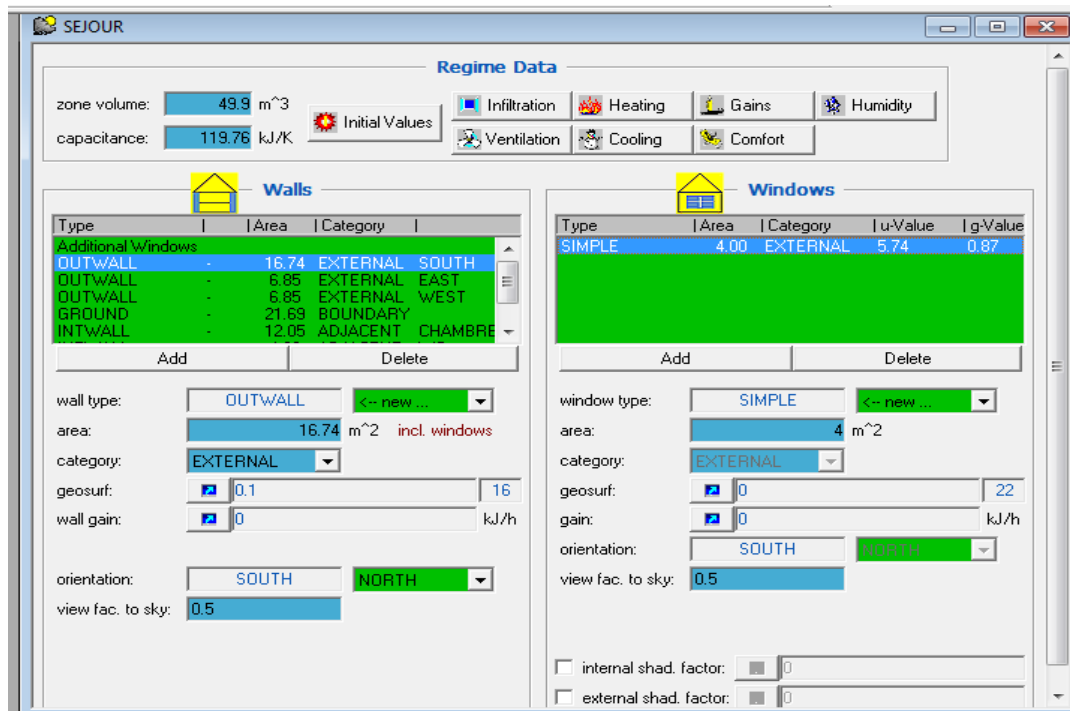 SEJOUR
Regime Data
zone volume: 49.9 m^3
capacitance: 119.76 kJ/K
Initial Values
Infiltration Heating Gains Humidity
Ventilation Cooling Comfort
Walls
Type | | Area | Category |
Additional Windows
OUTWALL - 16.74 EXTERNAL SOUTH
OUTWALL - 6.85 EXTERNAL EAST
OUTWALL - 6.85 EXTERNAL WEST
GROUND - 21.69 BOUNDARY
INTWALL - 12.05 ADJACENT CHAMBRE
Add Delete
wall type: OUTWALL <-- new ...
area: 16.74 m^2 incl. windows
category: EXTERNAL
geosurf: 0.1 16
wall gain: 0 kJ/h
orientation: SOUTH NORTH
view fac. to sky: 0.5
Windows
Type | Area | Category | u-Value | g-Value
SIMPLE 4.00 EXTERNAL 5.74 0.87
Add Delete
window type: SIMPLE <-- new ...
area: 4 m^2
category: EXTERNAL
geosurf: 0 22
gain: 0 kJ/h
orientation: SOUTH NORTH
view fac. to sky: 0.5
internal shad. factor: 0
external shad. factor: 0